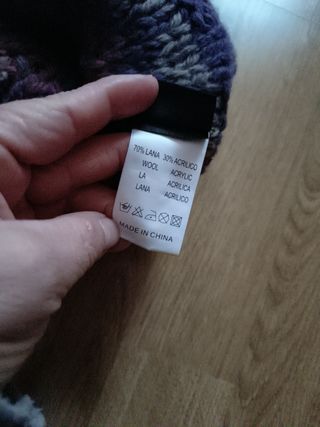 70% LANA 30% ACRILICO
WOOL ACRYLIC
LA ACRILICA
LANA ACRILICO
MADE IN CHINA